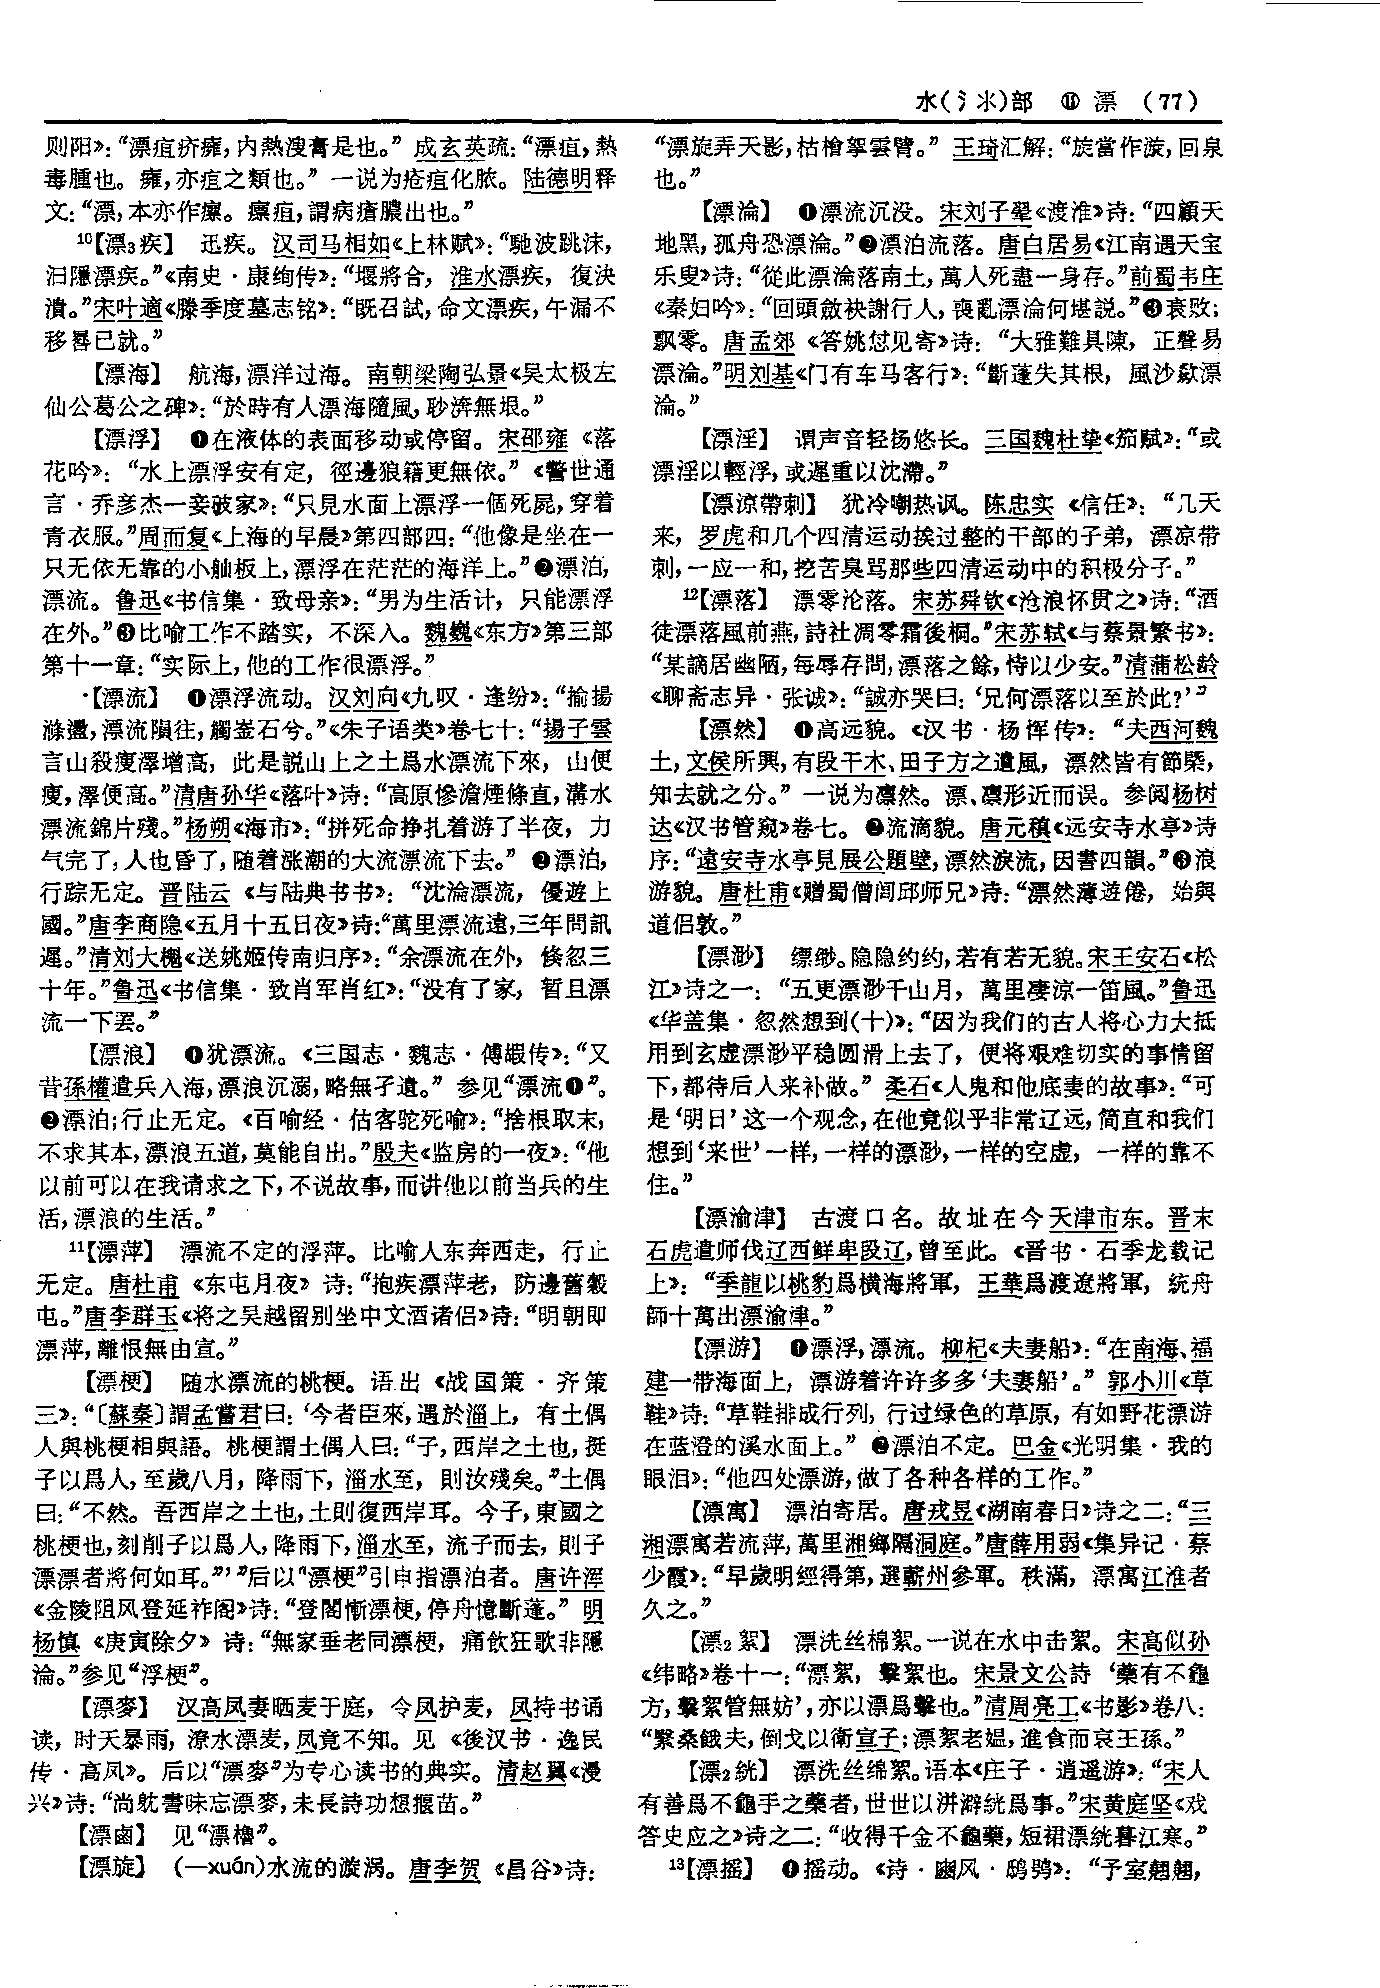 水(氵氺)部　⑪　漂　(77)
则阳》：“漂疽疥癕，内熱溲膏是也。”成玄英疏：“漂疽，熱
毒腫也。癕，亦疽之類也。”一说为疮疽化脓。陆德明释
文：“漂，本亦作瘭。瘭疽，謂病瘡膿出也。”
10【漂3疾】　迅疾。汉司马相如《上林赋》：“馳波跳沫，
汩㶏漂疾。”《南史·康绚传》：“堰將合，淮水漂疾，復決
潰。”宋叶適《滕季度墓志铭》：“既召試，命文漂疾，午漏不
移晷已就。”
【漂海】　航海，漂洋过海。南朝梁陶弘景《吴太极左
仙公葛公之碑》：“於時有人漂海隨風，眇漭無垠。”
【漂浮】　❶在液体的表面移动或停留。宋邵雍《落
花吟》：“水上漂浮安有定，徑邊狼籍更無依。”《警世通
言·乔彦杰一妾破家》：“只見水面上漂浮一個死屍，穿着
青衣服。”周而复《上海的早晨》第四部四：“他像是坐在一
只无依无靠的小舢板上，漂浮在茫茫的海洋上。”❷漂泊，
漂流。鲁迅《书信集·致母亲》：“男为生活计，只能漂浮
在外。”❸比喻工作不踏实，不深入。魏巍《东方》第三部
第十一章：“实际上，他的工作很漂浮。”
【漂流】　❶漂浮流动。汉刘向《九叹·逢纷》：“揄揚
滌盪，漂流隕往，觸崟石兮。”《朱子语类》卷七十：“揚子雲
言山殺瘦澤增高，此是説山上之土爲水漂流下來，山便
瘦，澤便高。”清唐孙华《落叶》诗：“高原慘澹煙條直，溝水
漂流錦片殘。”杨朔《海市》：“拼死命挣扎着游了半夜，力
气完了，人也昏了，随着涨潮的大流漂流下去。”❷漂泊，
行踪无定。晋陆云《与陆典书书》：“沈淪漂流，優遊上
國。”唐李商隐《五月十五日夜》诗：“萬里漂流遠，三年問訊
遲。”清刘大櫆《送姚姬传南归序》：“余漂流在外，倏忽三
十年。”鲁迅《书信集·致肖军肖红》：“没有了家，暂且漂
流一下罢。”
【漂浪】　❶犹漂流。《三国志·魏志·傅嘏传》：“又
昔孫權遣兵入海，漂浪沉溺，略無孑遺。”参见“漂流❶”。
❷漂泊；行止无定。《百喻经·估客驼死喻》：“捨根取末，
不求其本，漂浪五道，莫能自出。”殷夫《监房的一夜》：“他
以前可以在我请求之下，不说故事，而讲他以前当兵的生
活，漂浪的生活。”
11【漂萍】　漂流不定的浮萍。比喻人东奔西走，行止
无定。唐杜甫《东屯月夜》诗：“抱疾漂萍老，防邊舊穀
屯。”唐李群玉《将之吴越留别坐中文酒诸侣》诗：“明朝即
漂萍，離恨無由宣。”
【漂梗】　随水漂流的桃梗。语出《战国策·齐策
三》：“〔蘇秦〕謂孟嘗君曰：‘今者臣來，過於淄上，有土偶
人與桃梗相與語。桃梗謂土偶人曰：“子，西岸之土也，挻
子以爲人，至歲八月，降雨下，淄水至，則汝殘矣。”土偶
曰：“不然。吾西岸之土也，土則復西岸耳。今子，東國之
桃梗也，刻削子以爲人，降雨下，淄水至，流子而去，則子
漂漂者將何如耳。”’”后以“漂梗”引申指漂泊者。唐许浑
《金陵阻风登延祚阁》诗：“登閣慚漂梗，停舟憶斷蓬。”明
杨慎《庚寅除夕》诗：“無家垂老同漂梗，痛飲狂歌非隱
淪。”参见“浮梗”。
【漂麥】　汉高凤妻晒麦于庭，令凤护麦，凤持书诵
读，时天暴雨，潦水漂麦，凤竟不知。见《後汉书·逸民
传·高凤》。后以“漂麥”为专心读书的典实。清赵翼《漫
兴》诗：“尚躭書味忘漂麥，未長詩功想揠苗。”
【漂鹵】　见“漂櫓”。
【漂旋】　(—xuán)水流的漩涡。唐李贺《昌谷》诗：
“漂旋弄天影，枯檜拏雲臂。”王琦汇解：“旋當作漩，回泉
也。”
【漂淪】　❶漂流沉没。宋刘子翚《渡淮》诗：“四顧天
地黑，孤舟恐漂淪。”❷漂泊流落。唐白居易《江南遇天宝
乐叟》诗：“從此漂淪落南土，萬人死盡一身存。”前蜀韦庄
《秦妇吟》：“回頭斂袂謝行人，喪亂漂淪何堪説。”❸衰败；
飘零。唐孟郊《答姚怤见寄》诗：“大雅難具陳，正聲易
漂淪。”明刘基《门有车马客行》：“斷蓬失其根，風沙歘漂
淪。”
【漂淫】　谓声音轻扬悠长。三国魏杜挚《笳赋》：“或
漂淫以輕浮，或遲重以沈滯。”
【漂涼帶刺】　犹冷嘲热讽。陈忠实《信任》：“几天
来，罗虎和几个四清运动挨过整的干部的子弟，漂凉带
刺，一应一和，挖苦臭骂那些四清运动中的积极分子。”
12【漂落】　漂零沦落。宋苏舜钦《沧浪怀贯之》诗：“酒
徒漂落風前燕，詩社凋零霜後桐。”宋苏轼《与蔡景繁书》：
“某謫居幽陋，每辱存問，漂落之餘，恃以少安。”清蒲松龄
《聊斋志异·张诚》：“誠亦哭曰：‘兄何漂落以至於此？’”
【漂然】　❶高远貌。《汉书·杨恽传》：“夫西河魏
土，文侯所興，有段干木、田子方之遺風，漂然皆有節槩，
知去就之分。”一说为凛然。漂、凛形近而误。参阅杨树
达《汉书管窥》卷七。❷流滴貌。唐元稹《远安寺水亭》诗
序：“遠安寺水亭見展公題壁，漂然淚流，因書四韻。”❸浪
游貌。唐杜甫《赠蜀僧闾邱师兄》诗：“漂然薄遊倦，始與
道侶敦。”
【漂渺】　缥缈。隐隐约约，若有若无貌。宋王安石《松
江》诗之一：“五更漂渺千山月，萬里凄涼一笛風。”鲁迅
《华盖集·忽然想到(十)》：“因为我们的古人将心力大抵
用到玄虚漂渺平稳圆滑上去了，便将艰难切实的事情留
下，都待后人来补做。”柔石《人鬼和他底妻的故事》：“可
是‘明日’这一个观念，在他竟似乎非常辽远，简直和我们
想到‘来世’一样，一样的漂渺，一样的空虚，一样的靠不
住。”
【漂渝津】　古渡口名。故址在今天津市东。晋末
石虎遣师伐辽西鲜卑段辽，曾至此。《晋书·石季龙载记
上》：“季龍以桃豹爲橫海將軍，王華爲渡遼將軍，統舟
師十萬出漂渝津。”
【漂游】　❶漂浮，漂流。柳杞《夫妻船》：“在南海、福
建一带海面上，漂游着许许多多‘夫妻船’。”郭小川《草
鞋》诗：“草鞋排成行列，行过绿色的草原，有如野花漂游
在蓝澄的溪水面上。”❷漂泊不定。巴金《光明集·我的
眼泪》：“他四处漂游，做了各种各样的工作。”
【漂寓】　漂泊寄居。唐戎昱《湖南春日》诗之二：“三
湘漂寓若流萍，萬里湘鄉隔洞庭。”唐薛用弱《集异记·蔡
少霞》：“早歲明經得第，選蘄州參軍。秩滿，漂寓江淮者
久之。”
【漂2絮】　漂洗丝棉絮。一说在水中击絮。宋高似孙
《纬略》卷十一：“漂絮，擊絮也。宋景文公詩‘藥有不龜
方，擊絮管無妨’，亦以漂爲擊也。”清周亮工《书影》卷八：
“繄桑餓夫，倒戈以衛宣子；漂絮老媪，進食而哀王孫。”
【漂2絖】　漂洗丝绵絮。语本《庄子·逍遥游》：“宋人
有善爲不龜手之藥者，世世以洴澼絖爲事。”宋黄庭坚《戏
答史应之》诗之二：“收得千金不龜藥，短裙漂絖暮江寒。”
13【漂摇】　❶摇动。《诗·豳风·鸱鸮》：“予室翹翹，